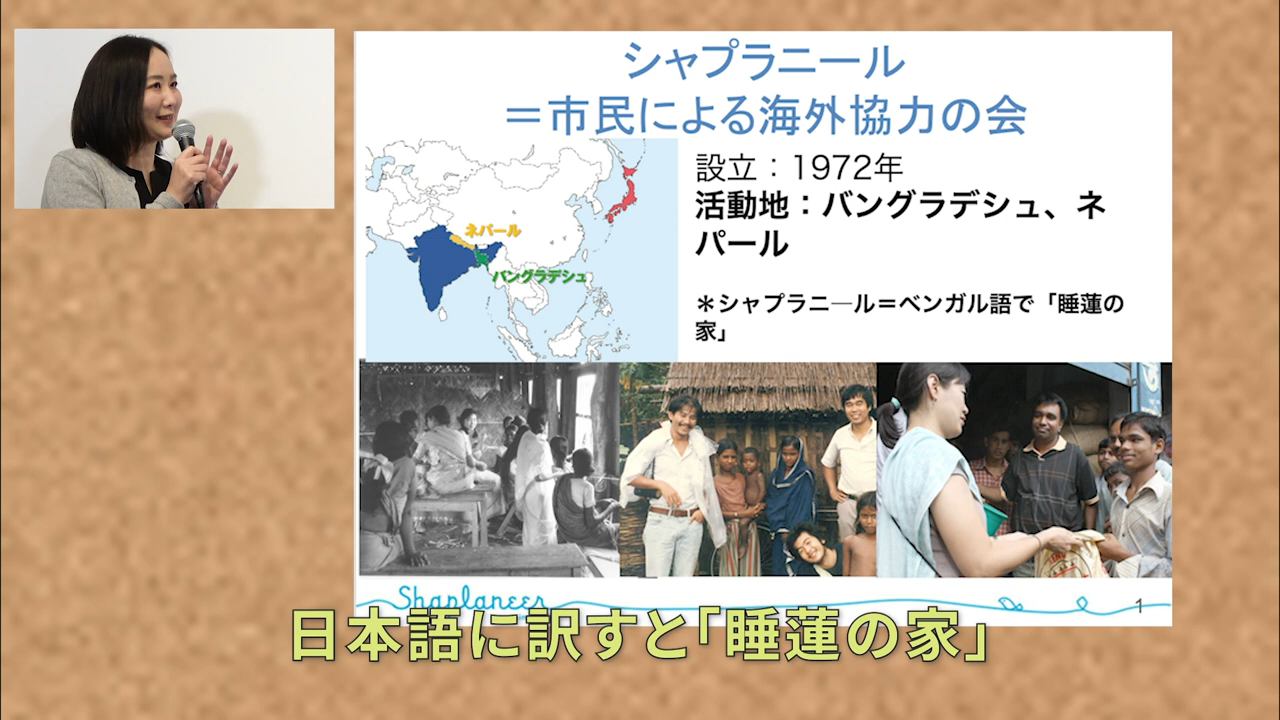 シャプラニール
＝市民による海外協力の会
設立：1972年
活動地：バングラデシュ、ネ
パール
＊シャプラニ―ル＝ベンガル語で「睡蓮の
家」
ネパール
バングラデシュ
Shaplaneer
1
日本語に訳すと「睡蓮の家」